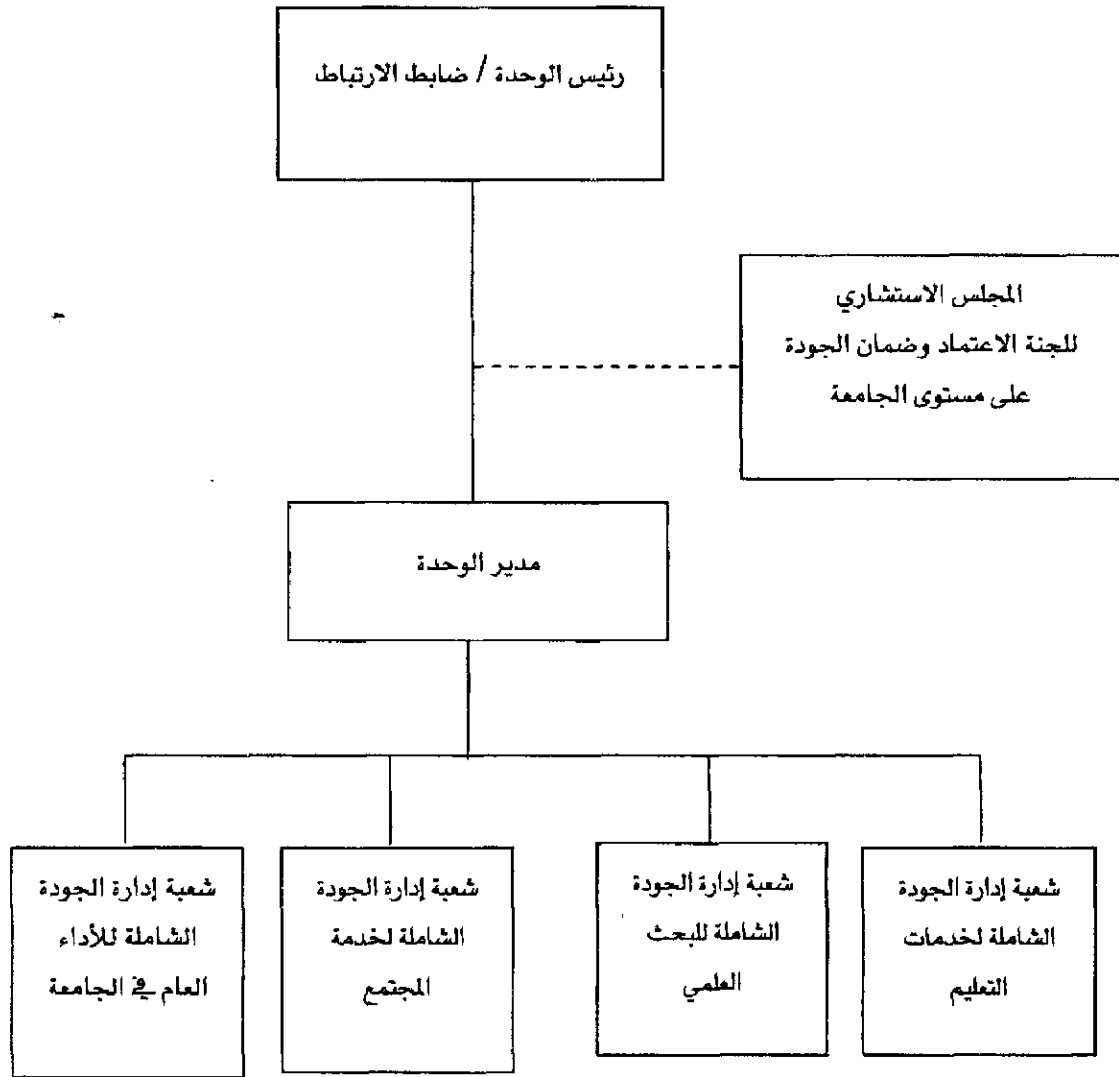 رئيس الوحدة / ضابط الارتباط
المجلس الاستشاري
للجنة الاعتماد وضمان الجودة
على مستوى الجامعة
مدير الوحدة
شعبة إدارة الجودة
الشاملة لخدمات
التعليم
شعبة إدارة الجودة
الشاملة للبحث
العلمي
شعبة إدارة الجودة
الشاملة لخدمة
المجتمع
شعبة إدارة الجودة
الشاملة للأداء
العام في الجامعة